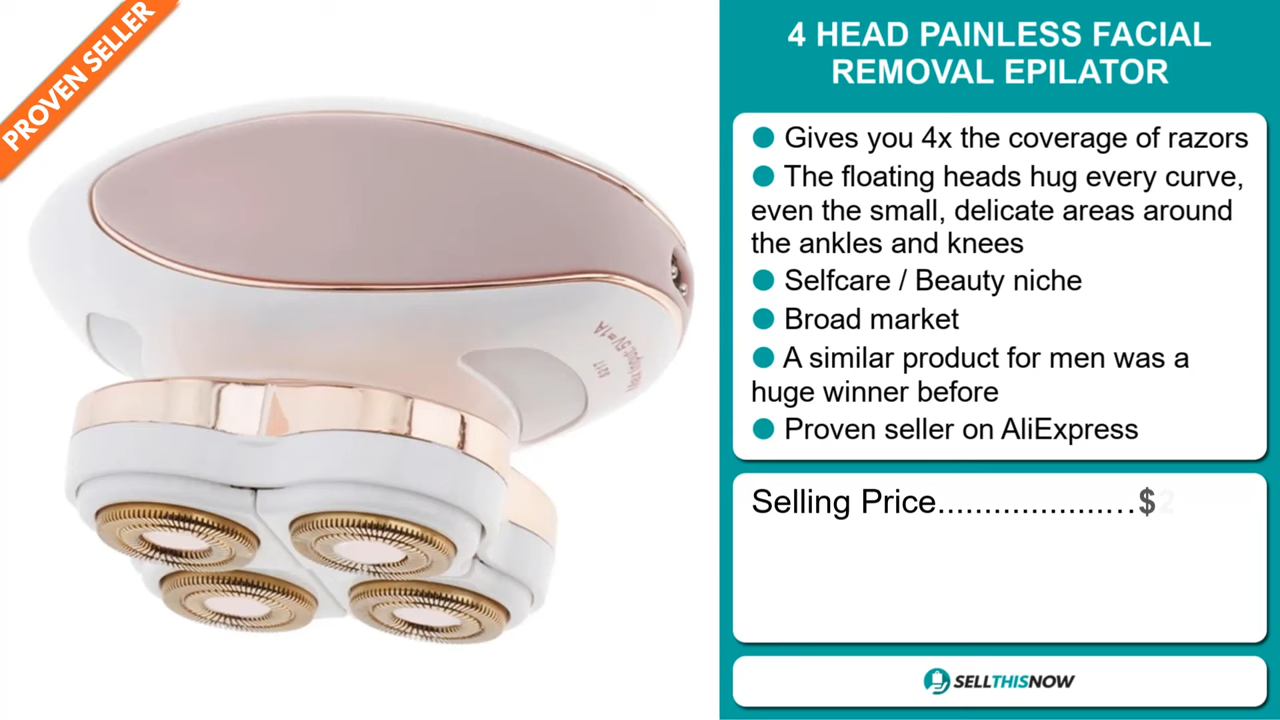 PROVEN SELLER
4 HEAD PAINLESS FACIAL
REMOVAL EPILATOR
● Gives you 4x the coverage of razors
● The floating heads hug every curve,
even the small, delicate areas around
the ankles and knees
● Selfcare / Beauty niche
● Broad market
● A similar product for men was a
huge winner before
● Proven seller on AliExpress
Selling Price.....................$2
SELLTHISNOW